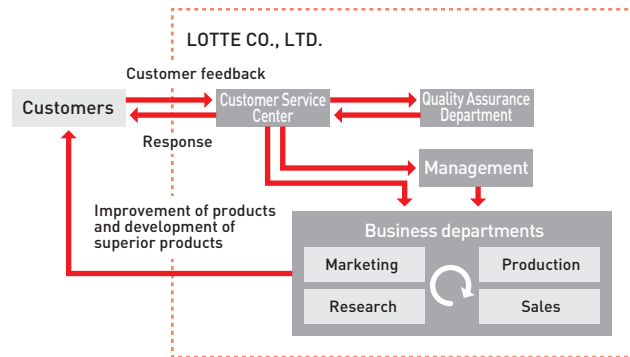 LOTTE CO., LTD.
Customer feedback
Customers
Customer Service
Center
Quality Assurance
Department
Response
Management
Improvement of products
and development of
superior products
Business departments
Marketing
Production
Research
Sales